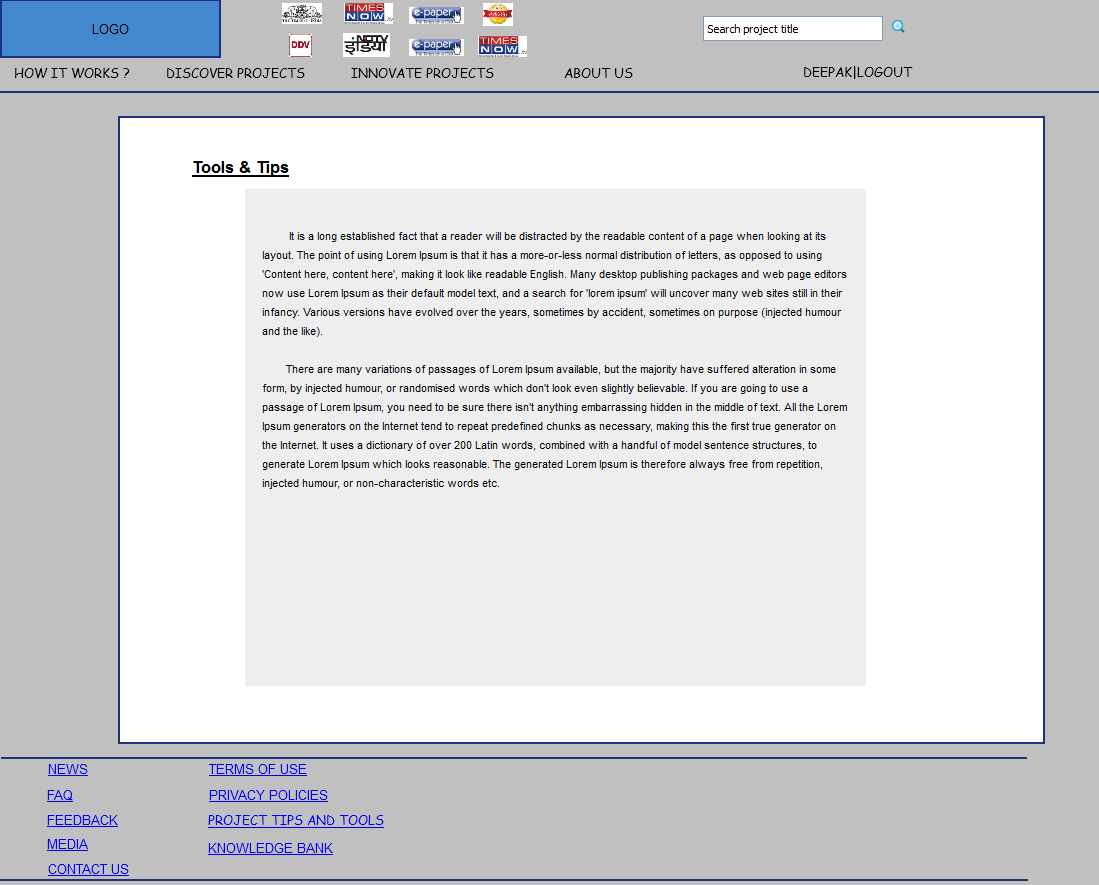 LOGO
TIMES
NOW
e-paper
DDV
NDTV
इंडिया
e-paper
TIMES
NOW
Search project title
HOW IT WORKS ? DISCOVER PROJECTS INNOVATE PROJECTS ABOUT US DEEPAK|LOGOUT
Tools & Tips
It is a long established fact that a reader will be distracted by the readable content of a page when looking at its
layout. The point of using Lorem Ipsum is that it has a more-or-less normal distribution of letters, as opposed to using
'Content here, content here', making it look like readable English. Many desktop publishing packages and web page editors
now use Lorem Ipsum as their default model text, and a search for 'lorem ipsum' will uncover many web sites still in their
infancy. Various versions have evolved over the years, sometimes by accident, sometimes on purpose (injected humour
and the like).
There are many variations of passages of Lorem Ipsum available, but the majority have suffered alteration in some
form, by injected humour, or randomised words which don't look even slightly believable. If you are going to use a
passage of Lorem Ipsum, you need to be sure there isn't anything embarrassing hidden in the middle of text. All the Lorem
Ipsum generators on the Internet tend to repeat predefined chunks as necessary, making this the first true generator on
the Internet. It uses a dictionary of over 200 Latin words, combined with a handful of model sentence structures, to
generate Lorem Ipsum which looks reasonable. The generated Lorem Ipsum is therefore always free from repetition,
injected humour, or non-characteristic words etc.
NEWS TERMS OF USE
FAQ PRIVACY POLICIES
FEEDBACK PROJECT TIPS AND TOOLS
MEDIA KNOWLEDGE BANK
CONTACT US